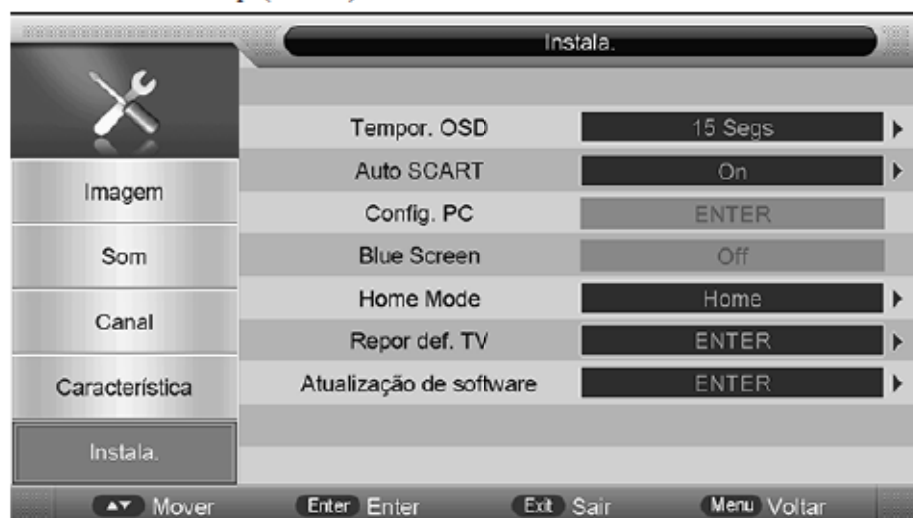 Instala.
Tempor. OSD 15 Segs
Auto SCART On
Imagem
Config. PC ENTER
Som
Blue Screen Off
Home Mode Home
Canal
Repor def. TV ENTER
Característica
Atualização de software ENTER
Instala.
Mover Enter Enter Exit Sair Menu Voltar